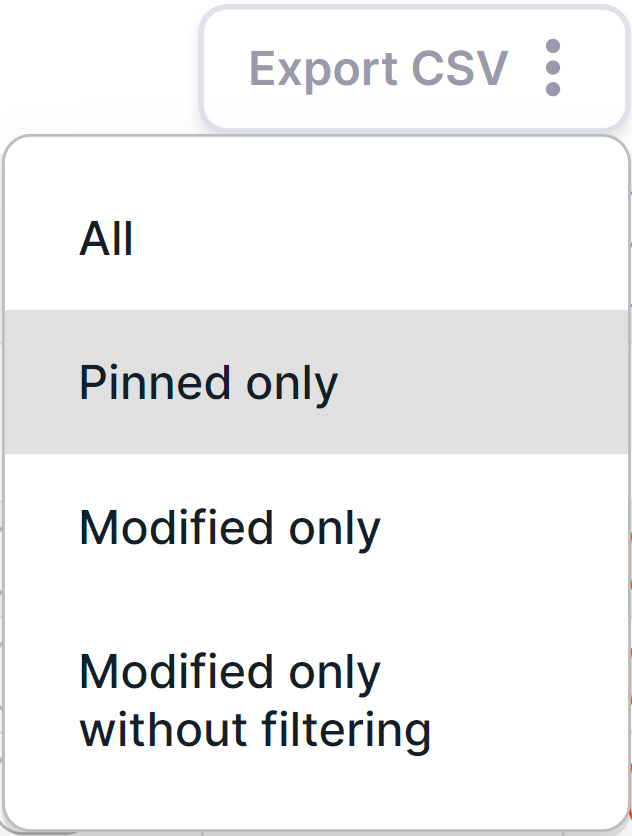 Export CSV
All
Pinned only
Modified only
Modified only
without filtering